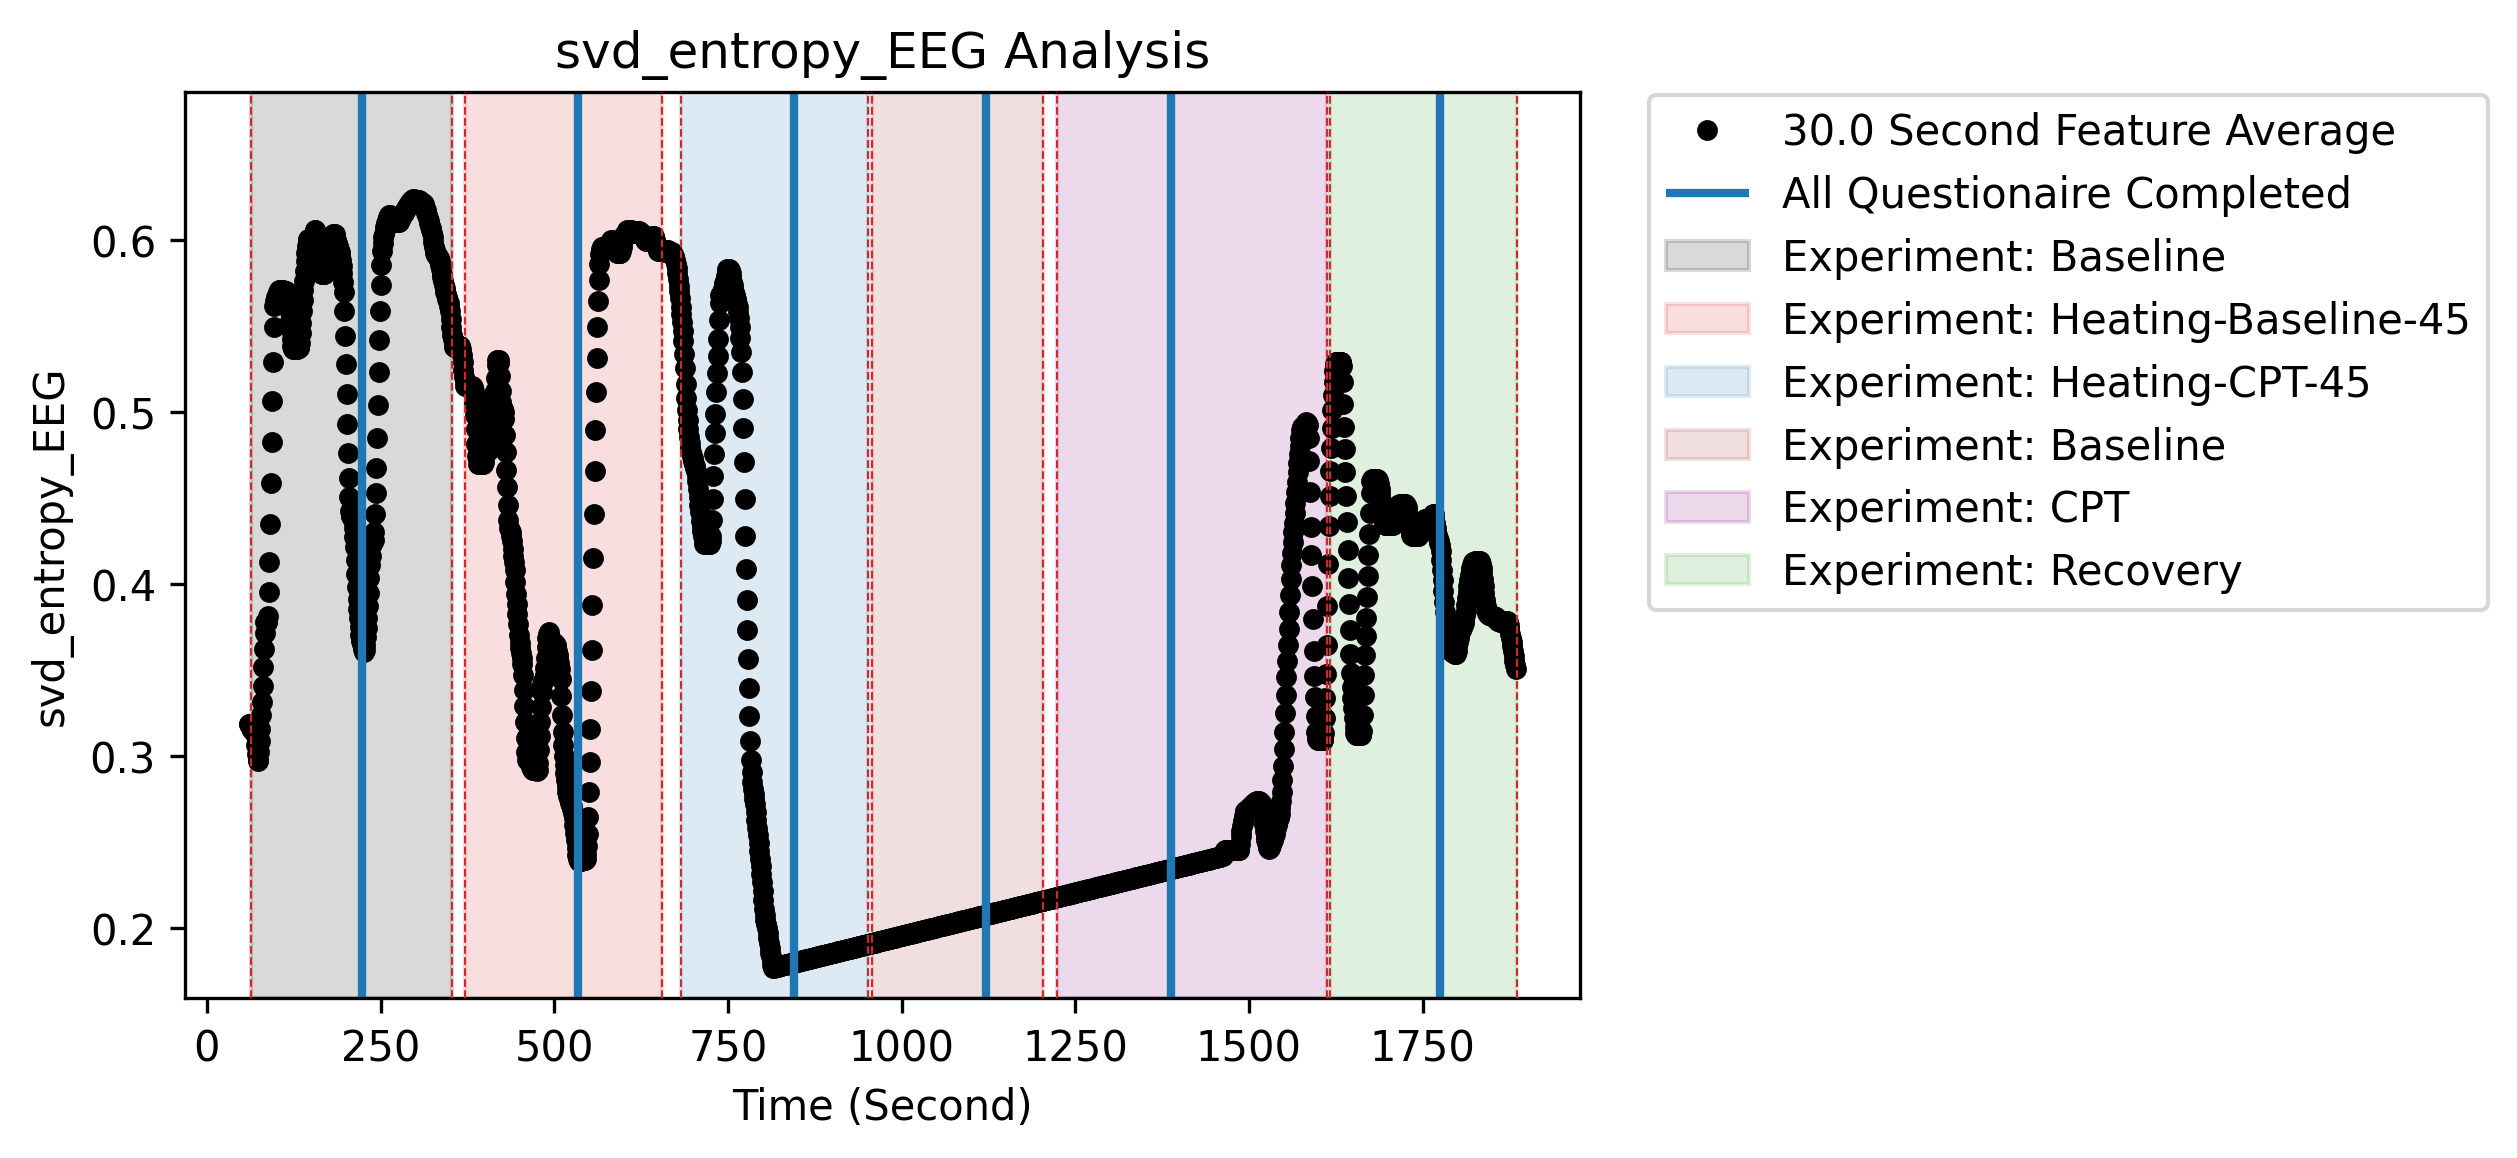 svd_entropy_EEG Analysis
svd_entropy_EEG
0.6
0.5
0.4
0.3
0.2
0
250
500
750
1000
1250
1500
1750
Time (Second)
30.0 Second Feature Average
All Questionaire Completed
Experiment: Baseline
Experiment: Heating-Baseline-45
Experiment: Heating-CPT-45
Experiment: Baseline
Experiment: CPT
Experiment: Recovery